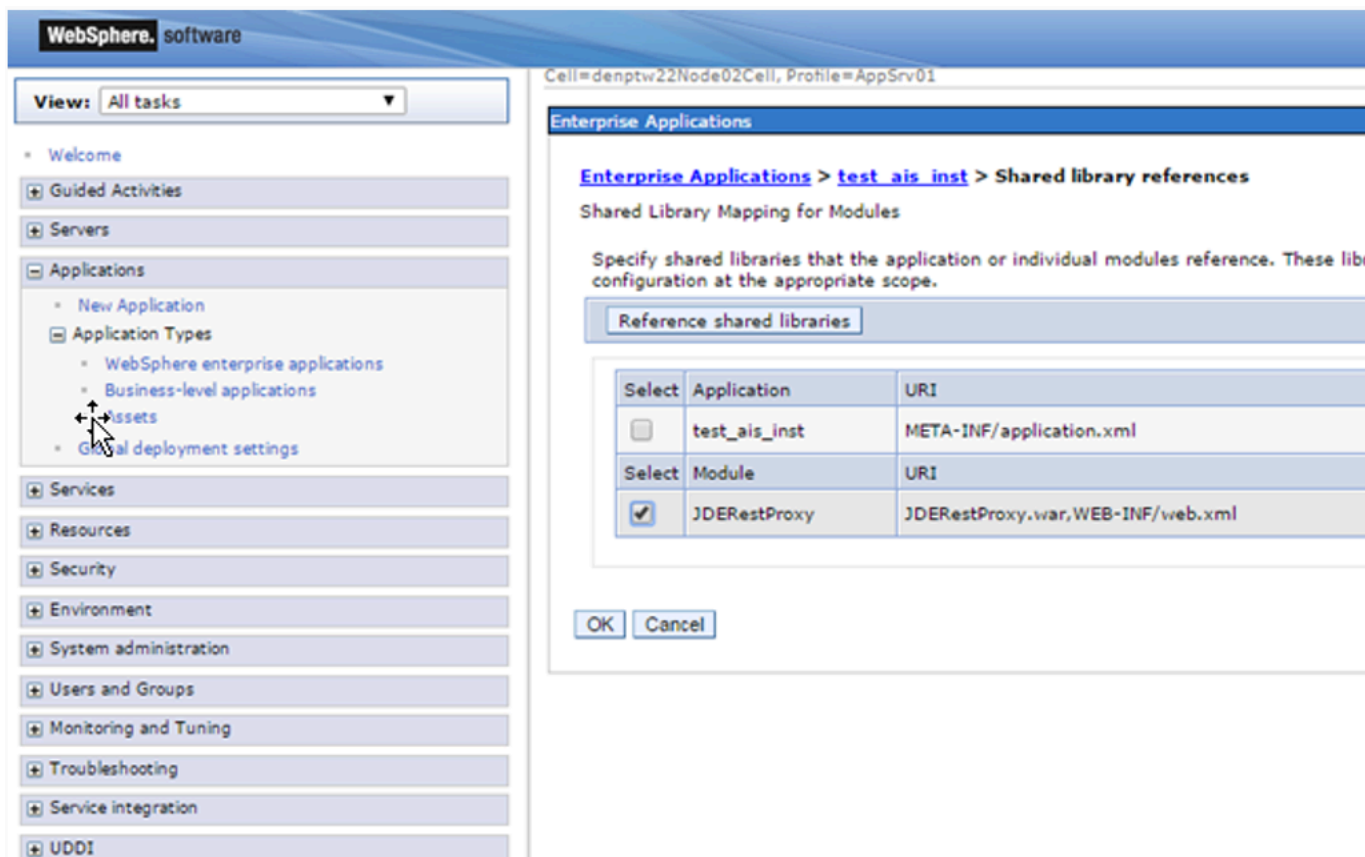 WebSphere. software
View: All tasks
Welcome
Guided Activities
Servers
Applications
New Application
Application Types
WebSphere enterprise applications
Business-level applications
Assets
Global deployment settings
Services
Resources
Security
Environment
System administration
Users and Groups
Monitoring and Tuning
Troubleshooting
Service integration
UDDI
Cell=denptw22Node02Cell, Profile=AppSrv01
Enterprise Applications
Enterprise Applications > test_ais_inst > Shared library references
Shared Library Mapping for Modules
Specify shared libraries that the application or individual modules reference. These
configuration at the appropriate scope.
Reference shared libraries
Select Application URI
test_ais_inst META-INF/application.xml
Select Module URI
JDERestProxy JDERestProxy.war,WEB-INF/web.xml
OK Cancel